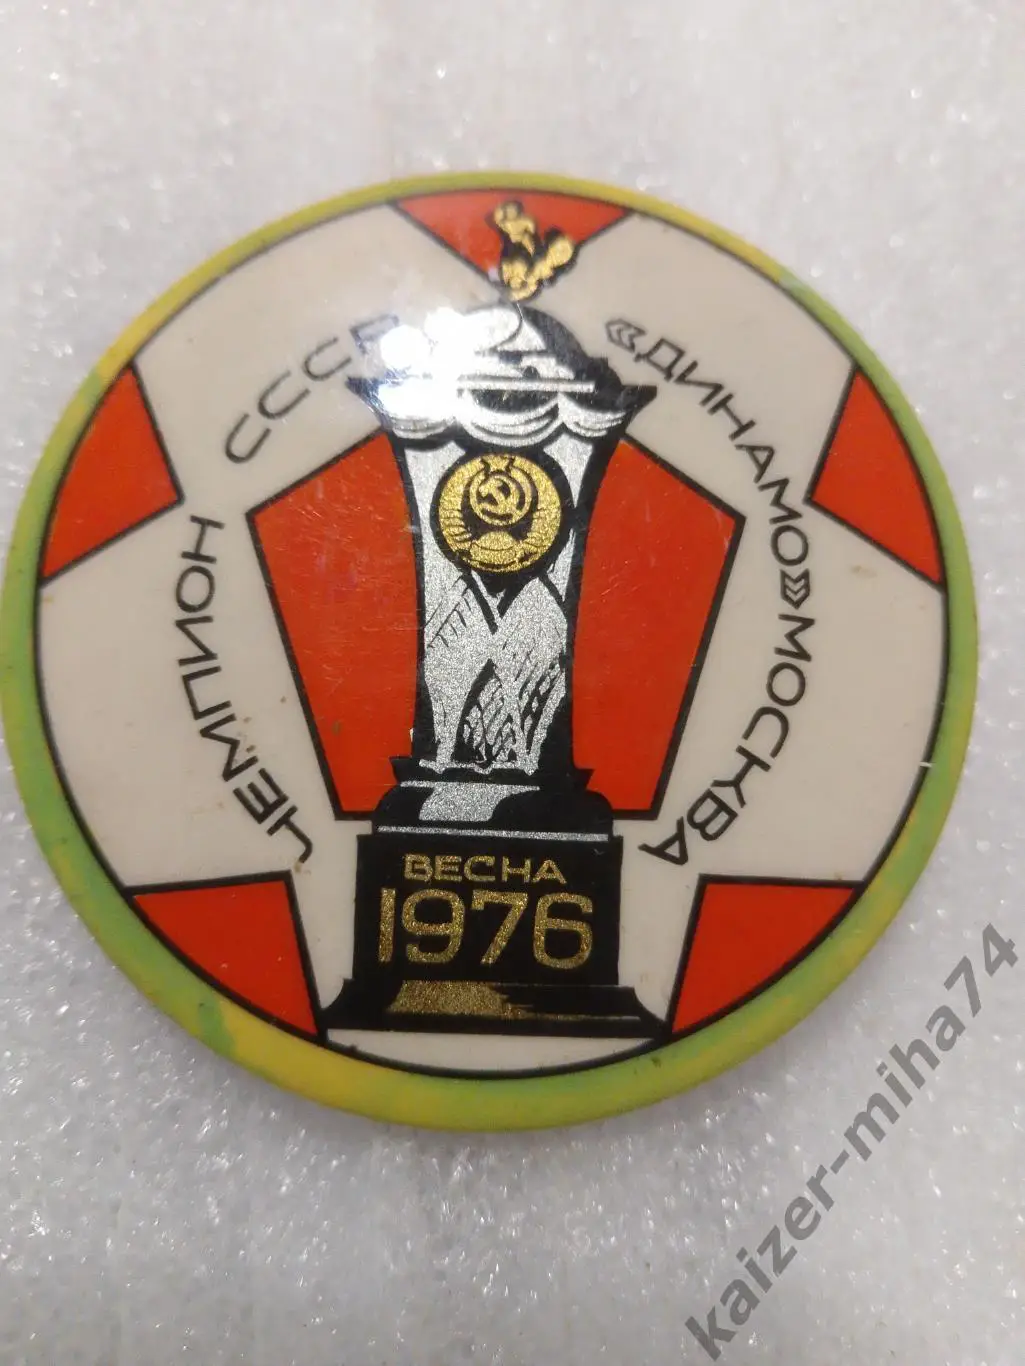 ЧЕМПИОН СССР
«ДИНАМО» МОСКВА
ВЕСНА
1976
kaizer-miha74